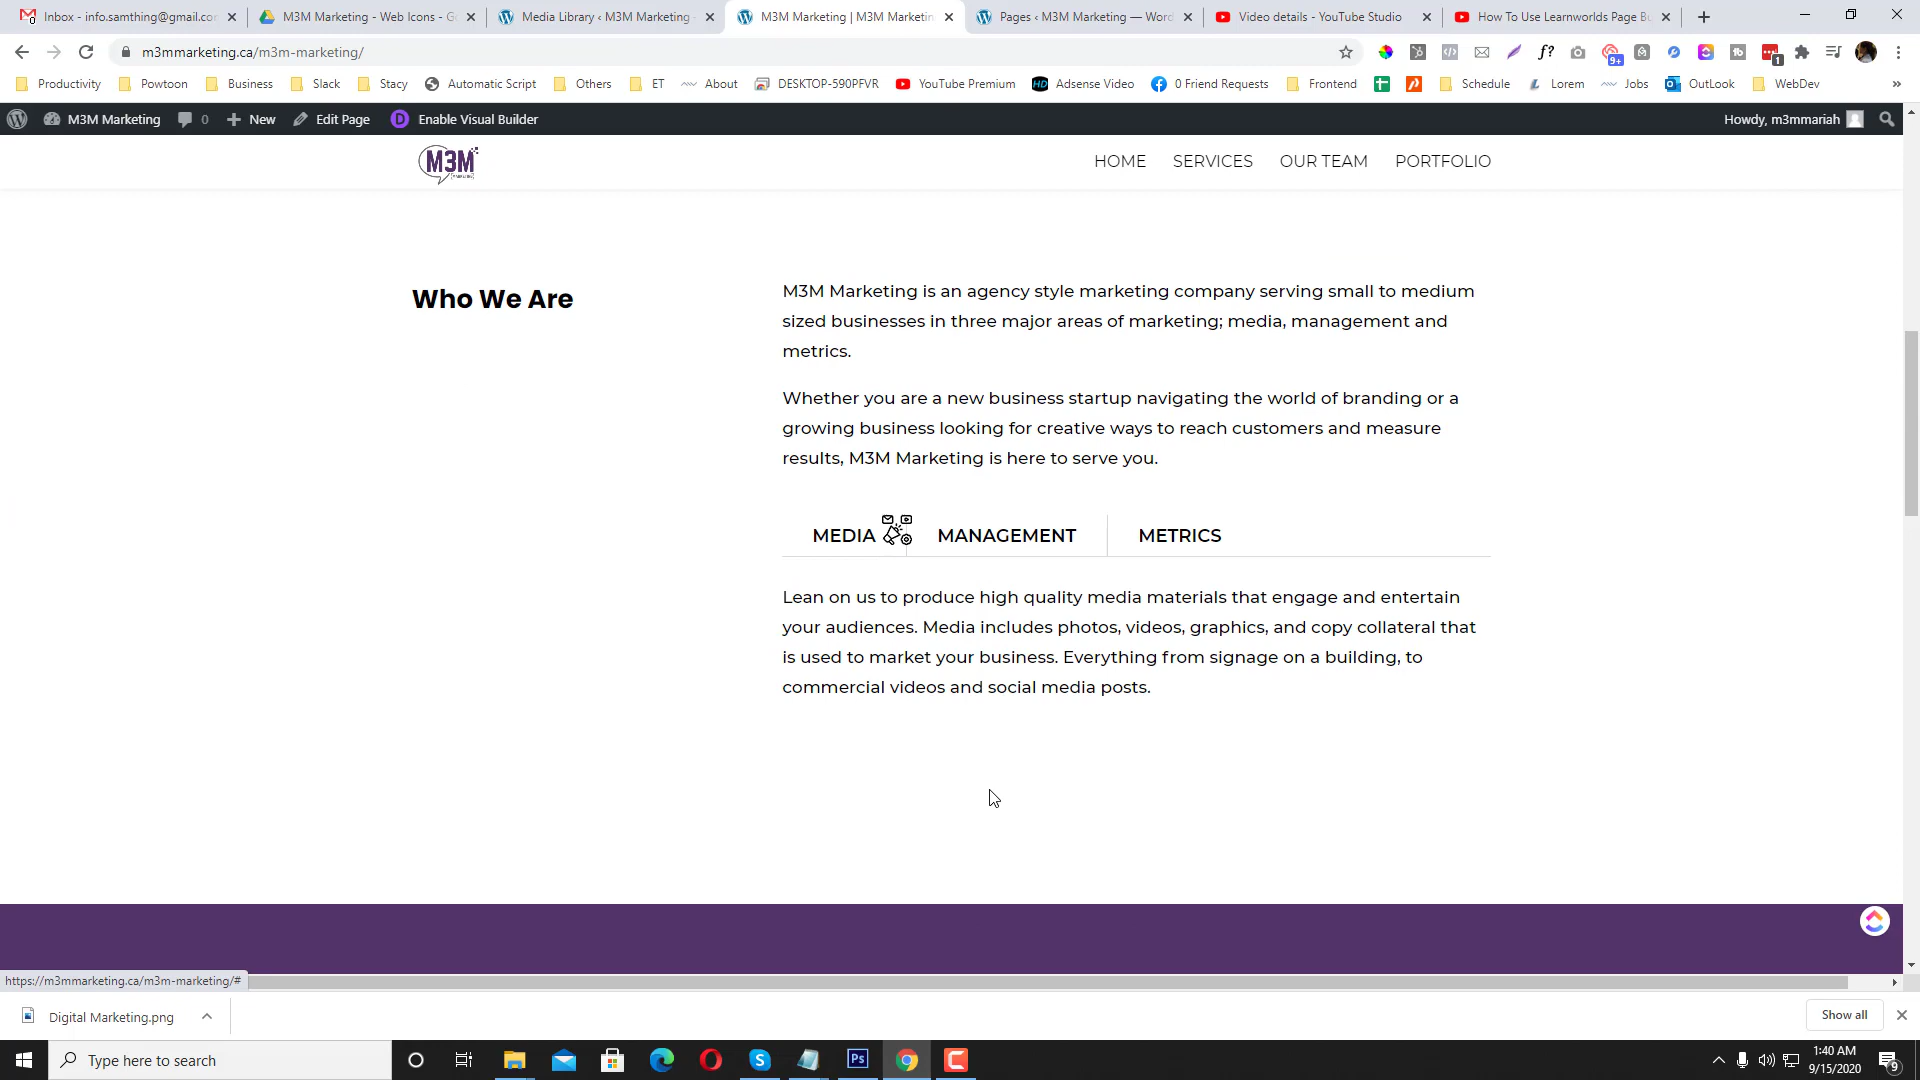 Inbox - info.samthing@gmail.co
M3M Marketing - Web Icons - Go
Media Library ‹ M3M Marketing
M3M Marketing | M3M Marketin
Pages ‹ M3M Marketing — Word
Video details - YouTube Studio
How To Use Learnworlds Page Bu
m3mmarketing.ca/m3m-marketing/
f?
9+
1
Productivity
Powtoon
Business
Slack
Stacy
Automatic Script
Others
ET
About
DESKTOP-590PFVR
YouTube Premium
HD
Adsense Video
0 Friend Requests
Frontend
Schedule
Lorem
Jobs
OutLook
WebDev
»
M3M Marketing
0
New
Edit Page
D
Enable Visual Builder
Howdy, m3mmariah
M3M
HOME
SERVICES
OUR TEAM
PORTFOLIO
Who We Are
M3M Marketing is an agency style marketing company serving small to medium
sized businesses in three major areas of marketing; media, management and
metrics.
Whether you are a new business startup navigating the world of branding or a
growing business looking for creative ways to reach customers and measure
results, M3M Marketing is here to serve you.
MEDIA
MANAGEMENT
METRICS
Lean on us to produce high quality media materials that engage and entertain
your audiences. Media includes photos, videos, graphics, and copy collateral that
is used to market your business. Everything from signage on a building, to
commercial videos and social media posts.
https://m3mmarketing.ca/m3m-marketing/#
Digital Marketing.png
Show all
Type here to search
Ps
1:40 AM
9/15/2020
9